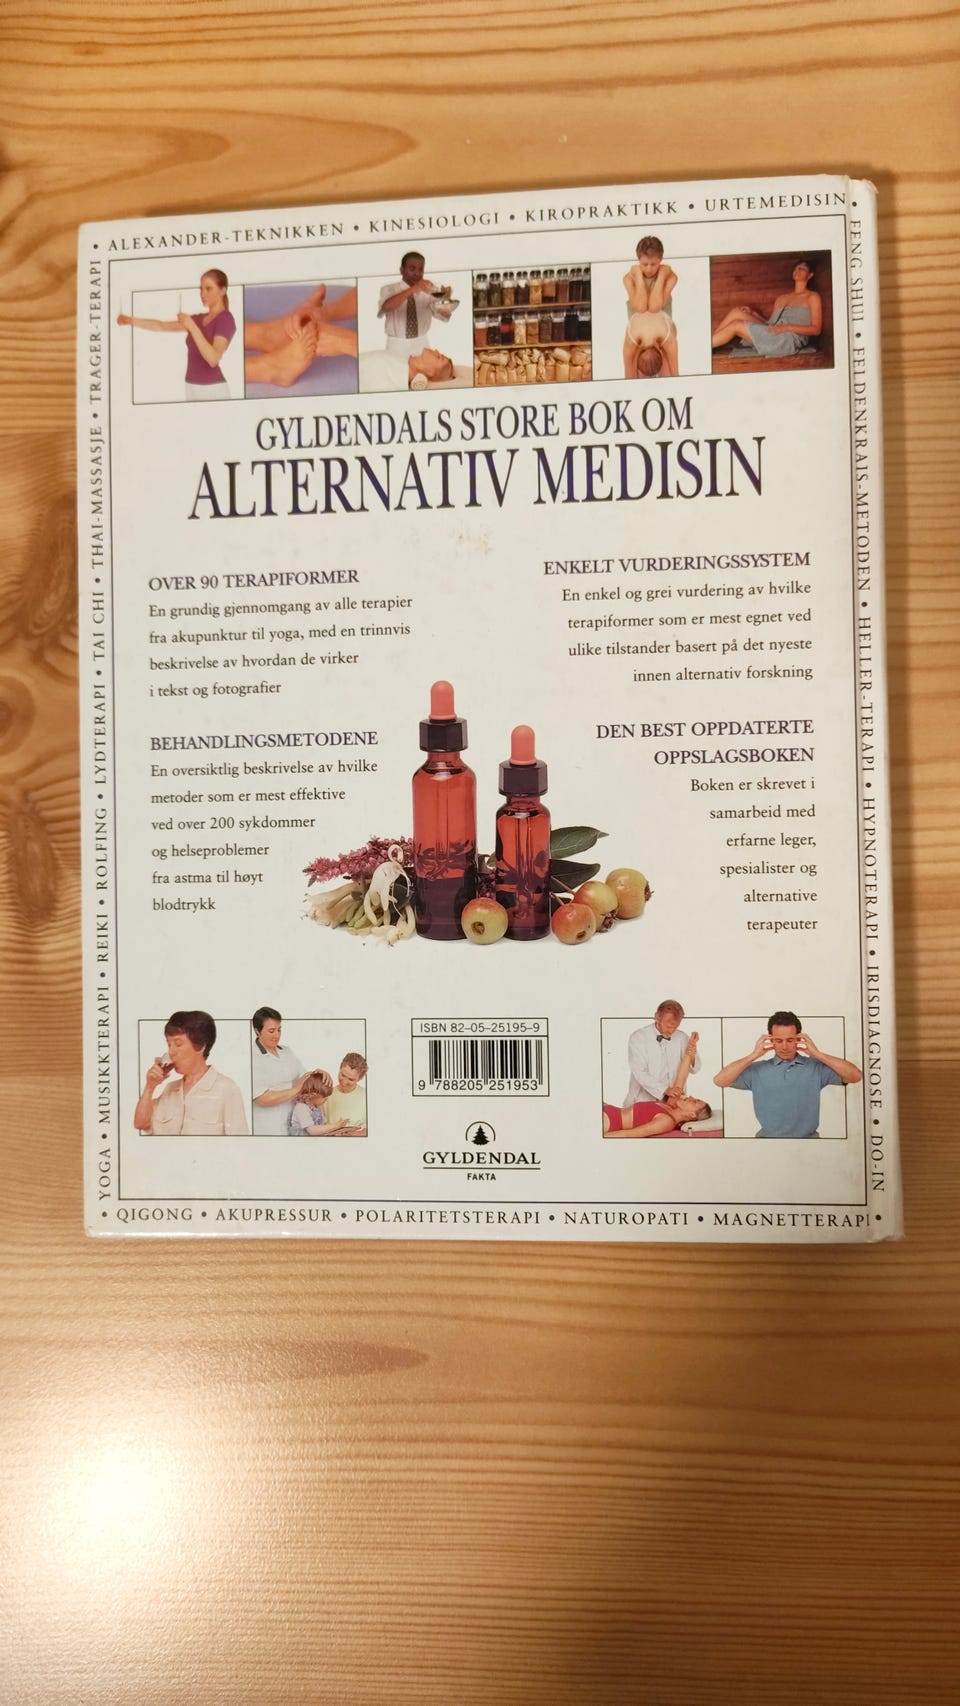 • ALEXANDER-TEKNIKKEN • KINESIOLOGI • KIROPRAKTIKK • URTEMEDISIN •
FENG SHUI • FELDENKRAIS-METODEN • HELLER-TERAPI • HYPNOTERAPI • IRISDIAGNOSE • DO-IN
YOGA • MUSIKKTERAPI • REIKI • ROLFING • LYDTERAPI • TAI CHI • THAI-MASSASJE • TRAGER-TERAPI
GYLDENDALS STORE BOK OM
ALTERNATIV MEDISIN
OVER 90 TERAPIFORMER
En grundig gjennomgang av alle terapier
fra akupunktur til yoga, med en trinnvis
beskrivelse av hvordan de virker
i tekst og fotografier
ENKELT VURDERINGSSYSTEM
En enkel og grei vurdering av hvilke
terapiformer som er mest egnet ved
ulike tilstander basert på det nyeste
innen alternativ forskning
BEHANDLINGSMETODENE
En oversiktlig beskrivelse av hvilke
metoder som er mest effektive
ved over 200 sykdommer
og helseproblemer
fra astma til høyt
blodtrykk
DEN BEST OPPDATERTE
OPPSLAGSBOKEN
Boken er skrevet i
samarbeid med
erfarne leger,
spesialister og
alternative
terapeuter
ISBN 82-05-25195-9
9 788205 251953
GYLDENDAL
FAKTA
• QIGONG • AKUPRESSUR • POLARITETSTERAPI • NATUROPATI • MAGNETTERAPI •